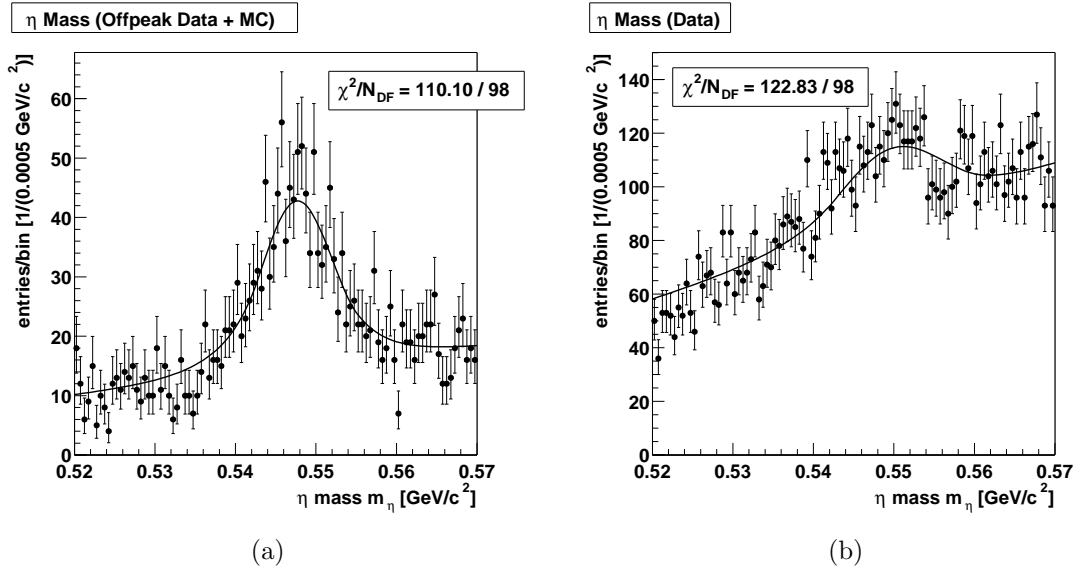 η Mass (Offpeak Data + MC)
entries/bin [1/(0.0005 GeV/c²)]
χ²/N_DF = 110.10 / 98
60
50
40
30
20
10
0
0.52 0.53 0.54 0.55 0.56 0.57
η mass m_η [GeV/c²]
(a)
η Mass (Data)
entries/bin [1/(0.0005 GeV/c²)]
χ²/N_DF = 122.83 / 98
140
120
100
80
60
40
20
0
0.52 0.53 0.54 0.55 0.56 0.57
η mass m_η [GeV/c²]
(b)